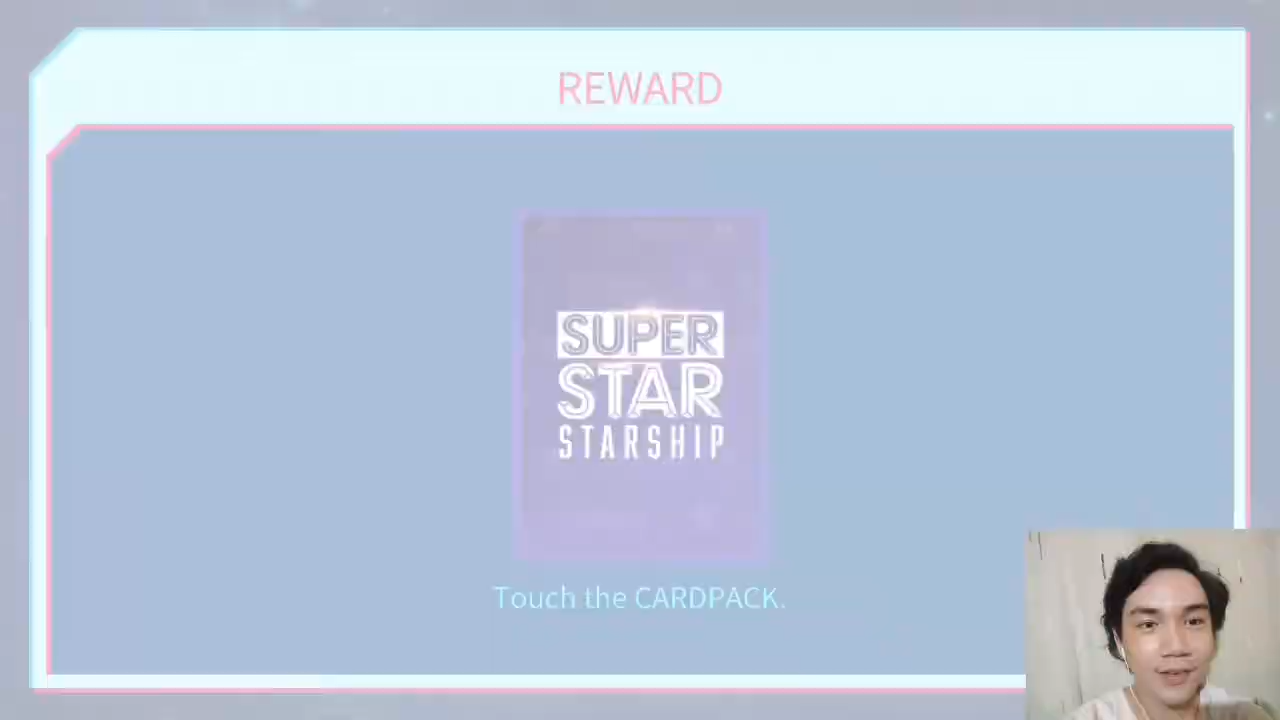 REWARD
SUPER
STAR
STARSHIP
Touch the CARDPACK.